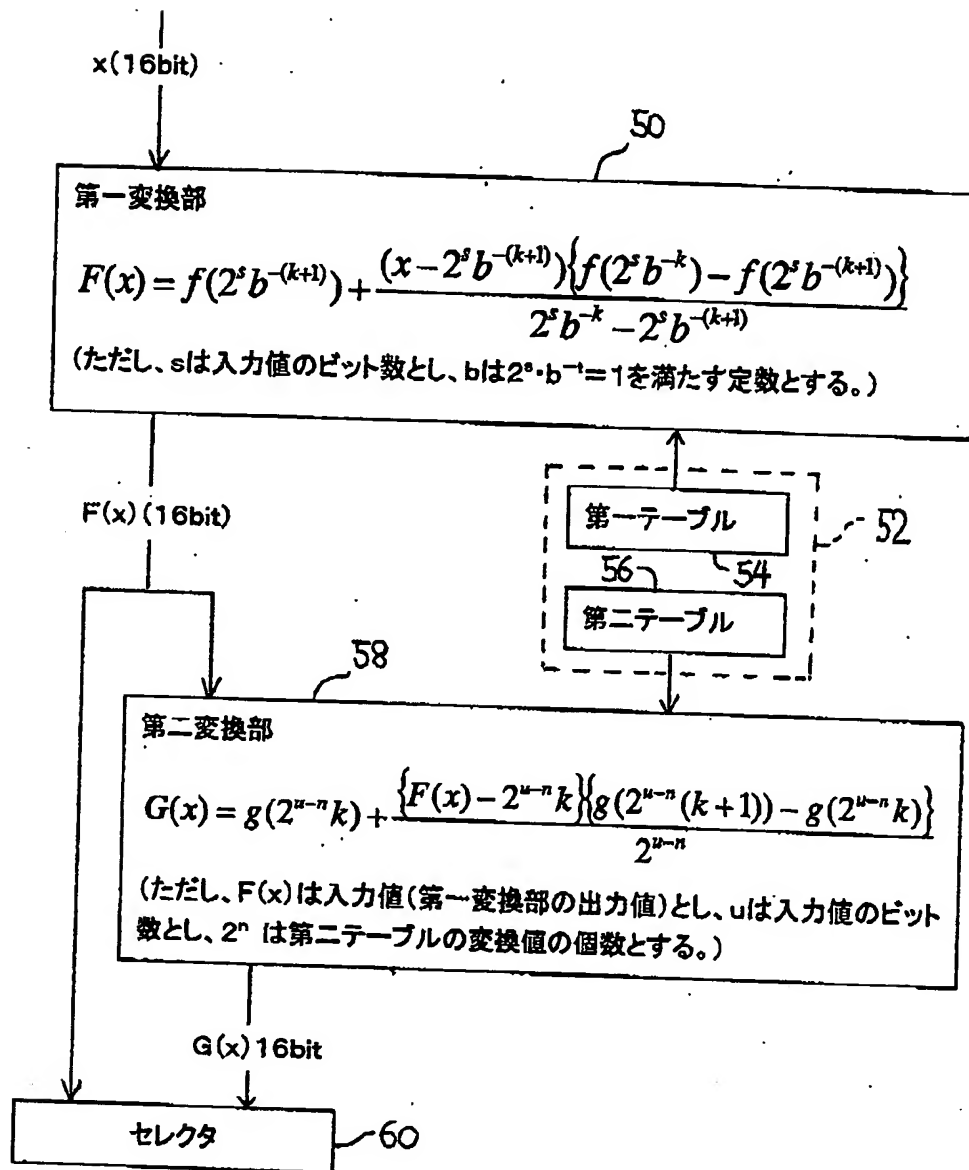 x(16bit)
50
第一変換部
F(x) = f(2^s b^{-(k+1)}) + \frac{(x-2^s b^{-(k+1)})\{f(2^s b^{-k})-f(2^s b^{-(k+1)})\}}{2^s b^{-k}-2^s b^{-(k+1)}}
(ただし、sは入力値のビット数とし、bは2^s・b^{-t}=1を満たす定数とする。)
F(x)(16bit)
第一テーブル
52
54
56
第二テーブル
58
第二変換部
G(x) = g(2^{u-n}k) + \frac{\{F(x)-2^{u-n}k\}\{g(2^{u-n}(k+1))-g(2^{u-n}k)\}}{2^{u-n}}
(ただし、F(x)は入力値(第一変換部の出力値)とし、uは入力値のビット
数とし、2^n は第二テーブルの変換値の個数とする。)
G(x)16bit
セレクタ
60